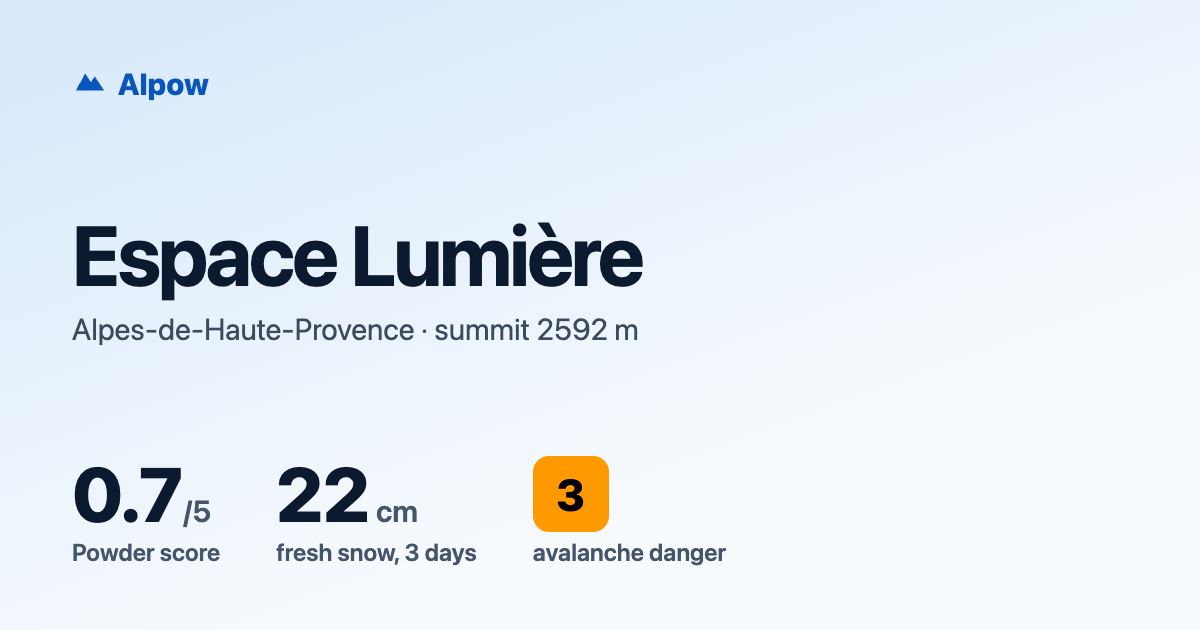 Alpow
Espace Lumière
Alpes-de-Haute-Provence · summit 2592 m
0.7/5 22 cm 3
Powder score fresh snow, 3 days avalanche danger